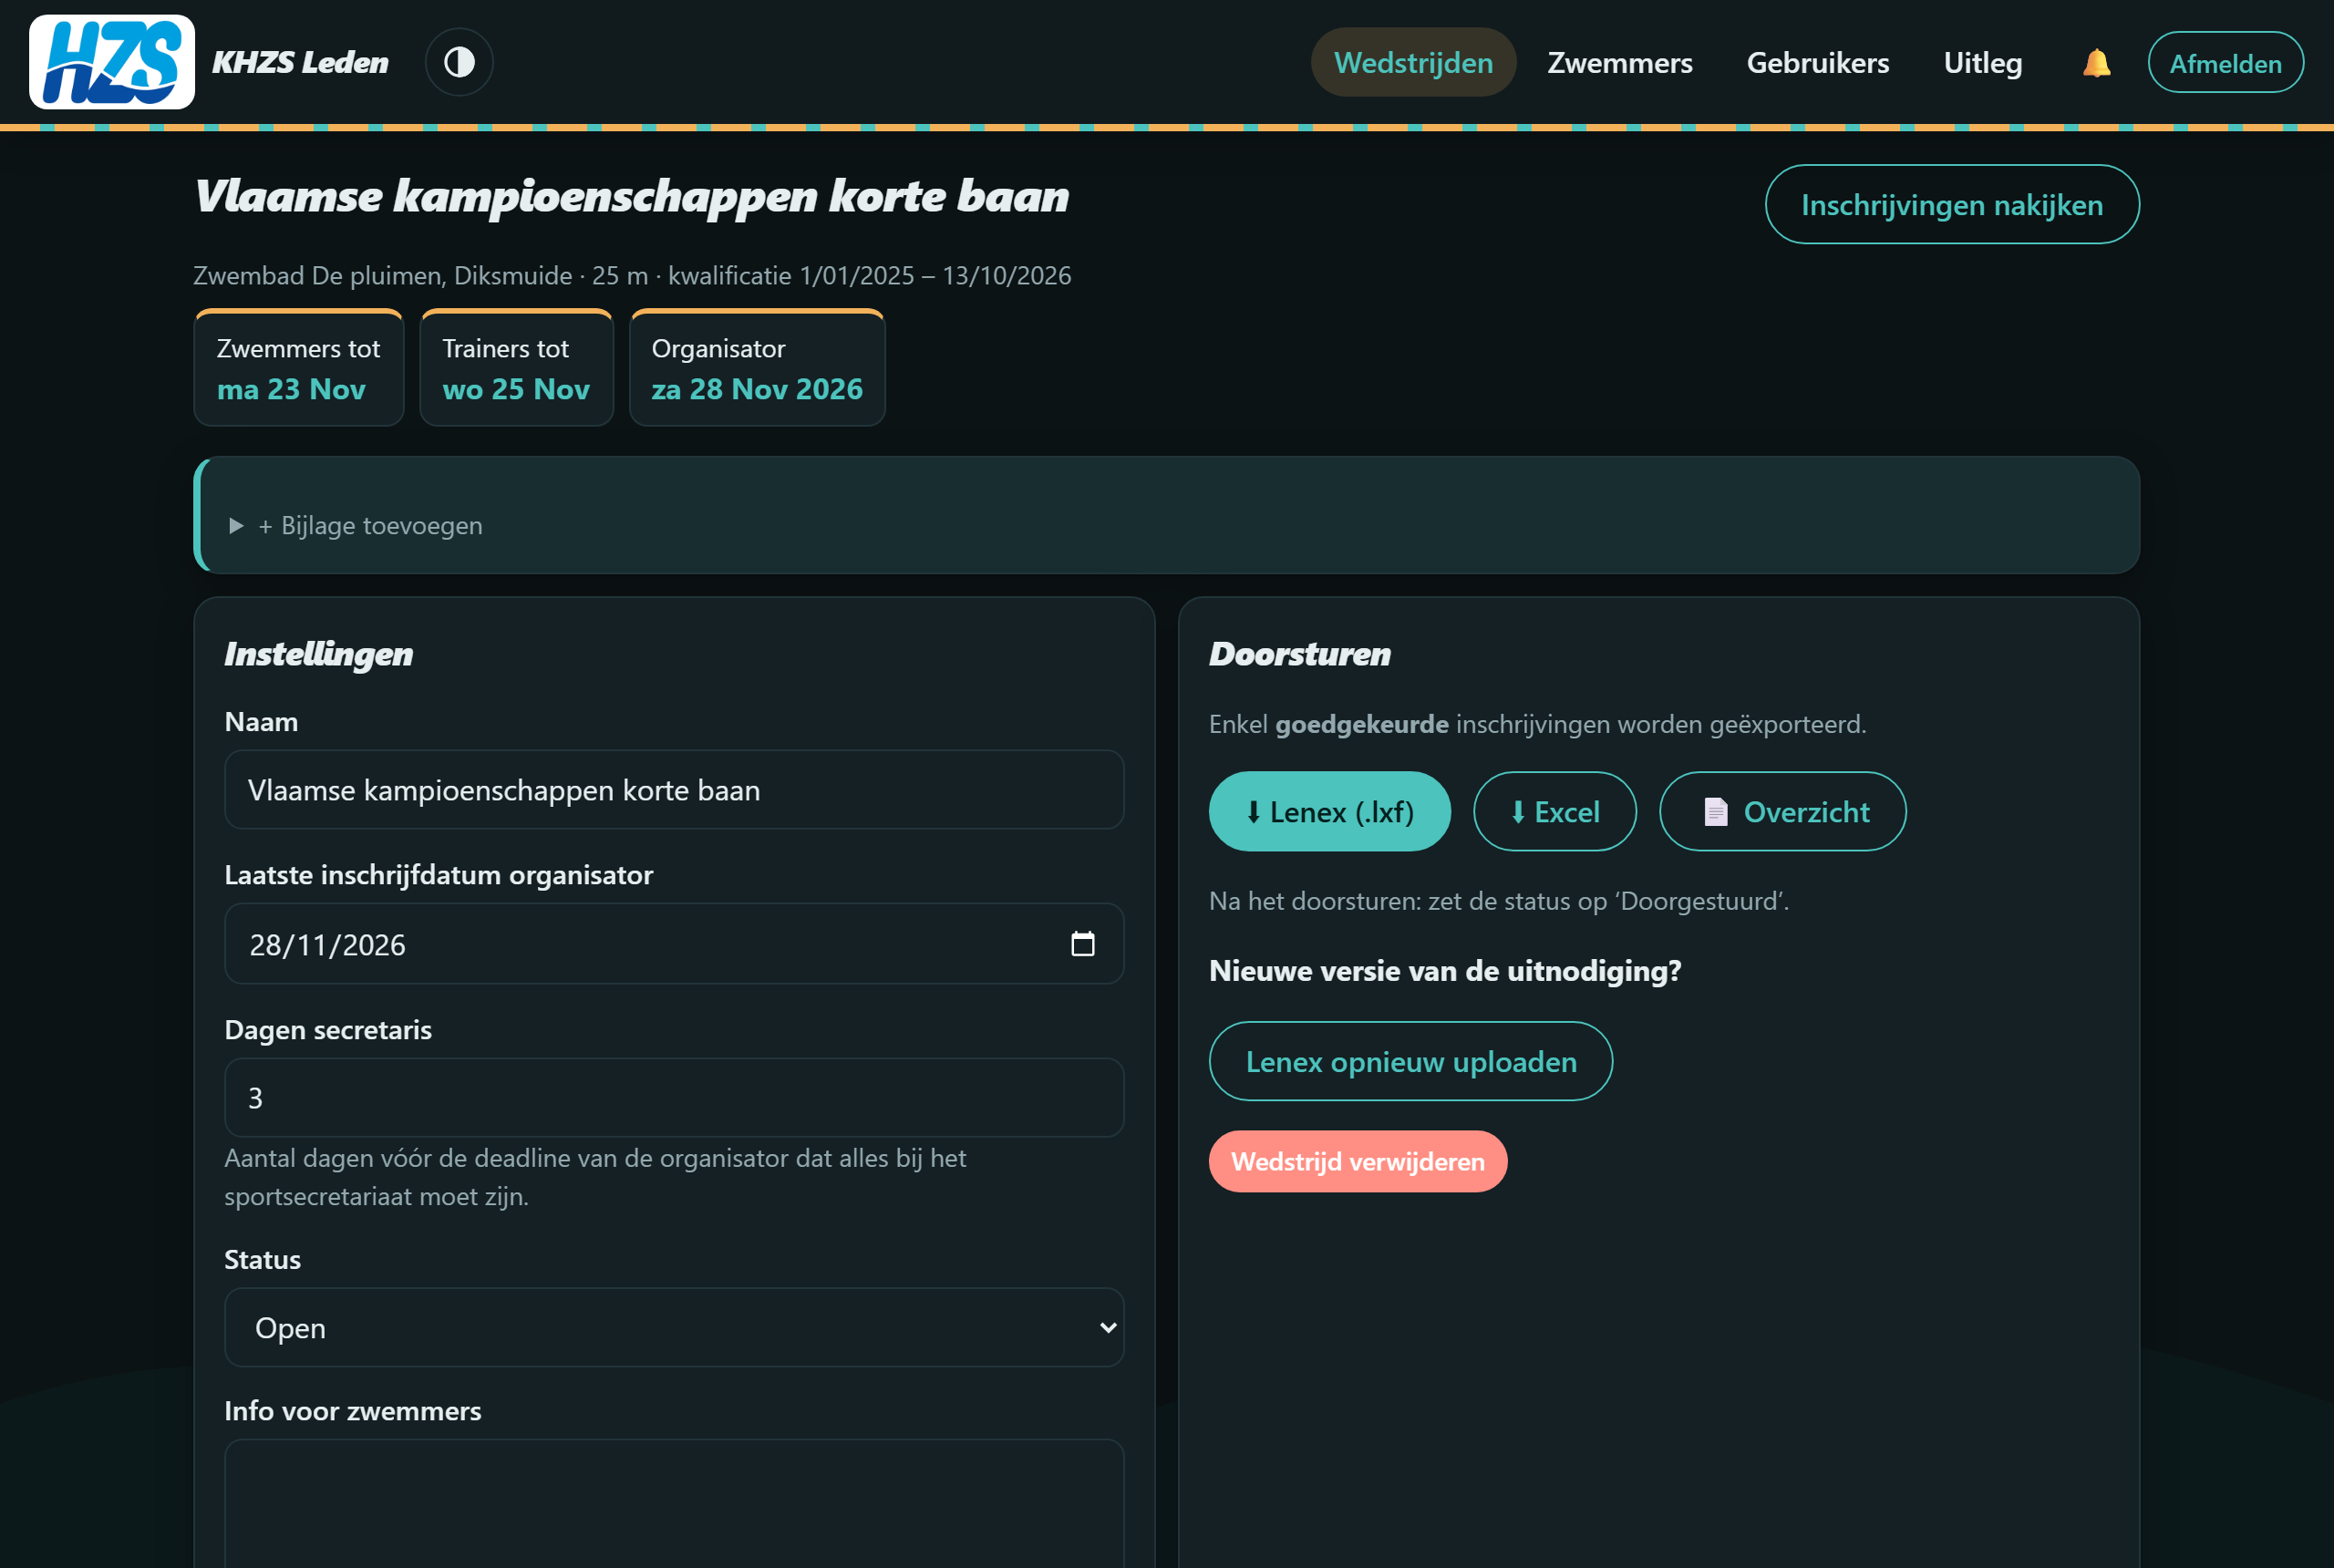 HZS
KHZS Leden
Wedstrijden
Zwemmers
Gebruikers
Uitleg
Afmelden
Vlaamse kampioenschappen korte baan
Inschrijvingen nakijken
Zwembad De pluimen, Diksmuide · 25 m · kwalificatie 1/01/2025 – 13/10/2026
Zwemmers tot
ma 23 Nov
Trainers tot
wo 25 Nov
Organisator
za 28 Nov 2026
+ Bijlage toevoegen
Instellingen
Naam
Vlaamse kampioenschappen korte baan
Laatste inschrijfdatum organisator
28/11/2026
Dagen secretaris
3
Aantal dagen vóór de deadline van de organisator dat alles bij het
sportsecretariaat moet zijn.
Status
Open
Info voor zwemmers
Doorsturen
Enkel goedgekeurde inschrijvingen worden geëxporteerd.
⬇ Lenex (.lxf)
⬇ Excel
Overzicht
Na het doorsturen: zet de status op ‘Doorgestuurd’.
Nieuwe versie van de uitnodiging?
Lenex opnieuw uploaden
Wedstrijd verwijderen